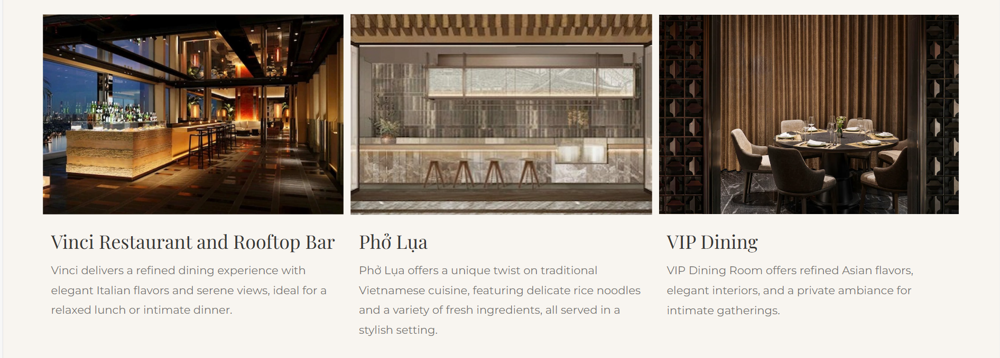 Vinci Restaurant and Rooftop Bar
Vinci delivers a refined dining experience with
elegant Italian flavors and serene views, ideal for a
relaxed lunch or intimate dinner.
Phở Lụa
Phở Lụa offers a unique twist on traditional
Vietnamese cuisine, featuring delicate rice noodles
and a variety of fresh ingredients, all served in a
stylish setting.
VIP Dining
VIP Dining Room offers refined Asian flavors,
elegant interiors, and a private ambiance for
intimate gatherings.